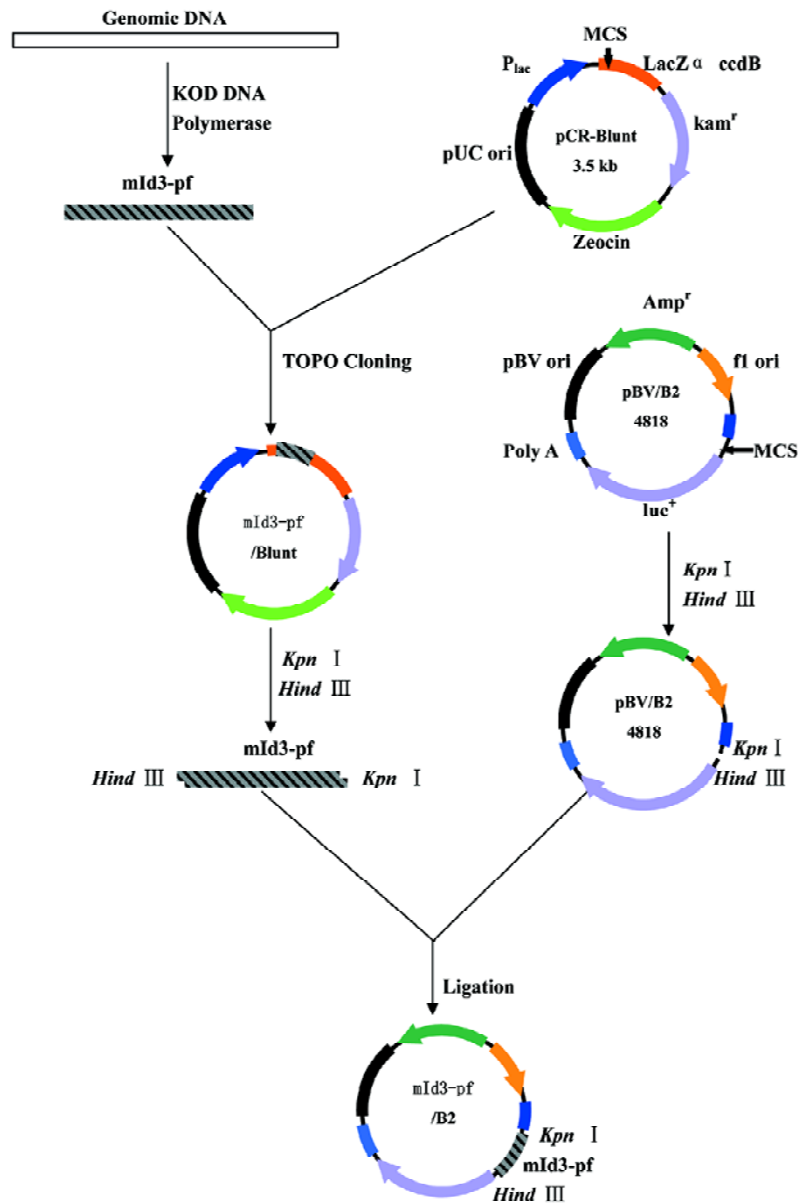 Genomic DNA
KOD DNA
Polymerase
mId3-pf
MCS
Plac
LacZ α ccdB
kamr
pUC ori
pCR-Blunt
3.5 kb
Zeocin
TOPO Cloning
Ampr
pBV ori
f1 ori
pBV/B2
4818
Poly A
MCS
luc+
mId3-pf
/Blunt
Kpn Ⅰ
Hind Ⅲ
Kpn Ⅰ
Hind Ⅲ
pBV/B2
4818
Kpn Ⅰ
Hind Ⅲ
mId3-pf
Hind Ⅲ
Kpn Ⅰ
Ligation
mId3-pf
/B2
Kpn Ⅰ
mId3-pf
Hind Ⅲ